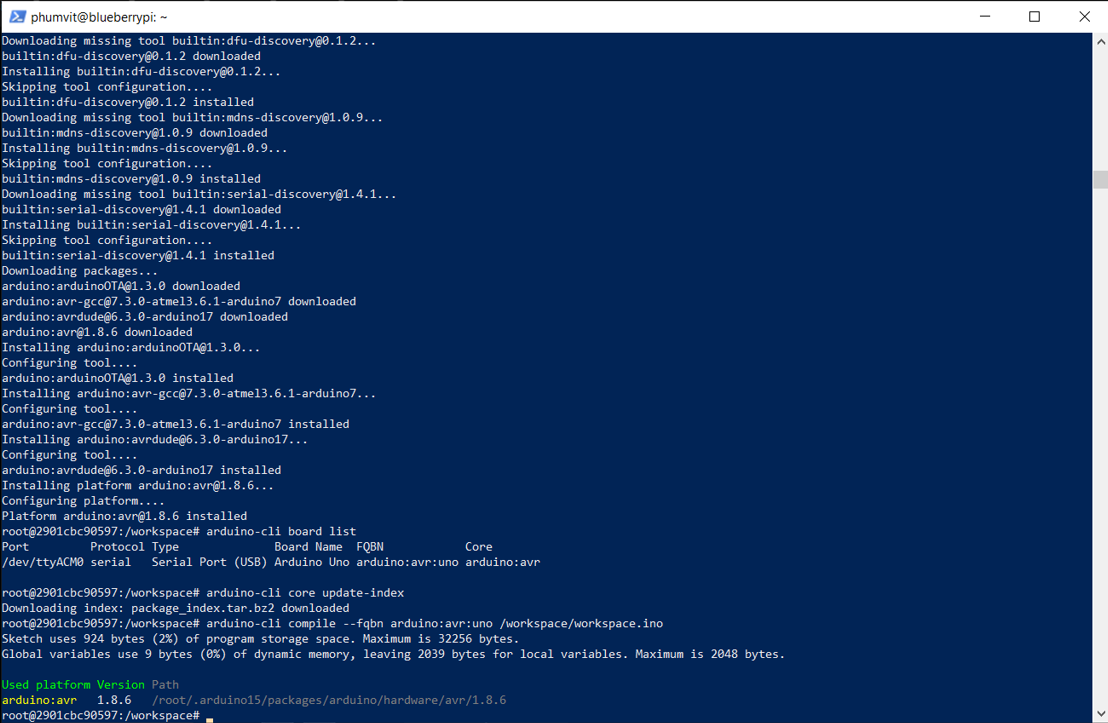 phumvit@blueberrypi: ~
Downloading missing tool builtin:dfu-discovery@0.1.2...
builtin:dfu-discovery@0.1.2 downloaded
Installing builtin:dfu-discovery@0.1.2...
Skipping tool configuration....
builtin:dfu-discovery@0.1.2 installed
Downloading missing tool builtin:mdns-discovery@1.0.9...
builtin:mdns-discovery@1.0.9 downloaded
Installing builtin:mdns-discovery@1.0.9...
Skipping tool configuration....
builtin:mdns-discovery@1.0.9 installed
Downloading missing tool builtin:serial-discovery@1.4.1...
builtin:serial-discovery@1.4.1 downloaded
Installing builtin:serial-discovery@1.4.1...
Skipping tool configuration....
builtin:serial-discovery@1.4.1 installed
Downloading packages...
arduino:arduinoOTA@1.3.0 downloaded
arduino:avr-gcc@7.3.0-atmel3.6.1-arduino7 downloaded
arduino:avrdude@6.3.0-arduino17 downloaded
arduino:avr@1.8.6 downloaded
Installing arduino:arduinoOTA@1.3.0...
Configuring tool....
arduino:arduinoOTA@1.3.0 installed
Installing arduino:avr-gcc@7.3.0-atmel3.6.1-arduino7...
Configuring tool....
arduino:avr-gcc@7.3.0-atmel3.6.1-arduino7 installed
Installing arduino:avrdude@6.3.0-arduino17...
Configuring tool....
arduino:avrdude@6.3.0-arduino17 installed
Installing platform arduino:avr@1.8.6...
Configuring platform....
Platform arduino:avr@1.8.6 installed
root@2901cbc90597:/workspace# arduino-cli board list
Port         Protocol Type              Board Name  FQBN            Core
/dev/ttyACM0 serial   Serial Port (USB) Arduino Uno arduino:avr:uno arduino:avr
root@2901cbc90597:/workspace# arduino-cli core update-index
Downloading index: package_index.tar.bz2 downloaded
root@2901cbc90597:/workspace# arduino-cli compile --fqbn arduino:avr:uno /workspace/workspace.ino
Sketch uses 924 bytes (2%) of program storage space. Maximum is 32256 bytes.
Global variables use 9 bytes (0%) of dynamic memory, leaving 2039 bytes for local variables. Maximum is 2048 bytes.
Used platform Version Path
arduino:avr   1.8.6   /root/.arduino15/packages/arduino/hardware/avr/1.8.6
root@2901cbc90597:/workspace#